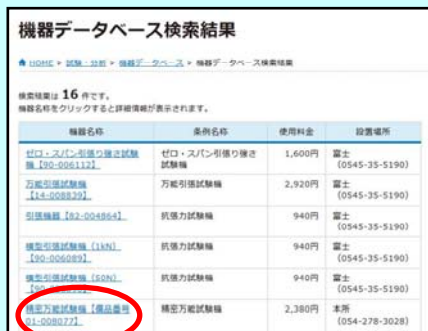 機器データベース検索結果
HOME > 試験・分析 > 機器データベース > 機器データベース検索結果
検索結果は 16 件です。
機器名称をクリックすると詳細情報が表示されます。
機器名称 条例名称 使用料金 設置場所
ゼロ・スパン引張り強さ試験 ゼロ・スパン引張り強さ 1,600円 富士
機【90-006112】 試験機 (0545-35-5190)
万能引張試験機 万能引張試験機 2,920円 富士
【14-008839】 (0545-35-5190)
引張機器【82-004864】 抗張力試験機 940円 富士
(0545-35-5190)
横型引張試験機（1kN） 抗張力試験機 940円 富士
【90-006089】 (0545-35-5190)
横型引張試験機（50N） 抗張力試験機 940円 富士
(0545-35-5190)
精密万能試験機【備品番号 精密万能試験機 2,380円 本所
01-008077】 (054-278-3028)